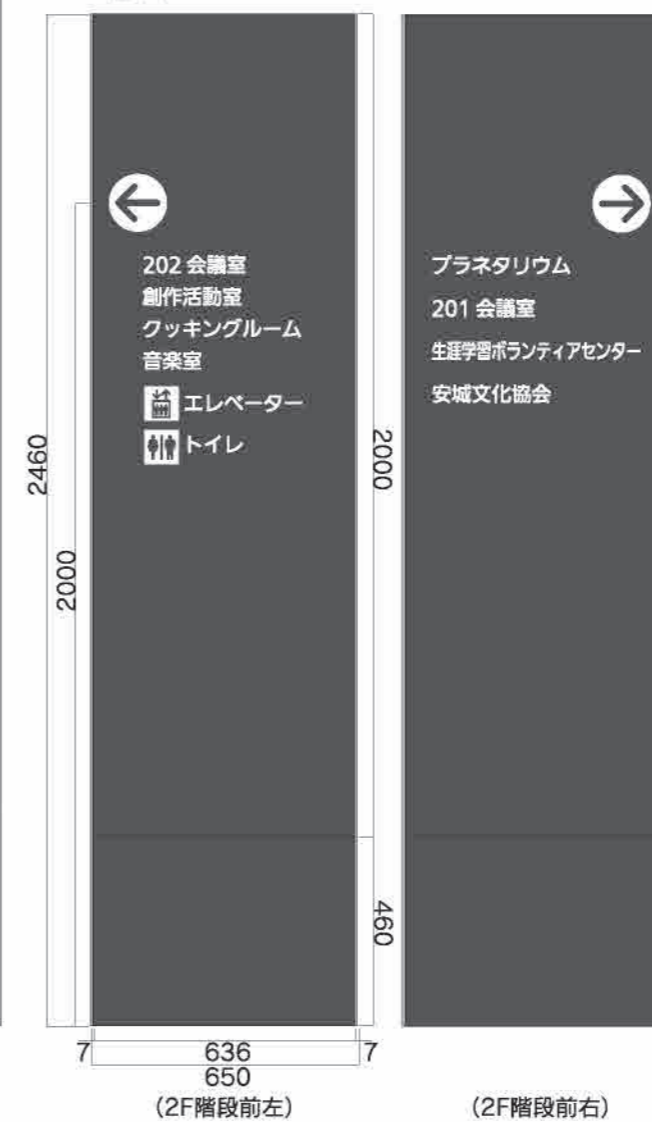 202 会議室
創作活動室
クッキングルーム
音楽室
エレベーター
トイレ
2460
2000
2000
460
7
636
7
650
(2F階段前左)
プラネタリウム
201 会議室
生涯学習ボランティアセンター
安城文化協会
(2F階段前右)